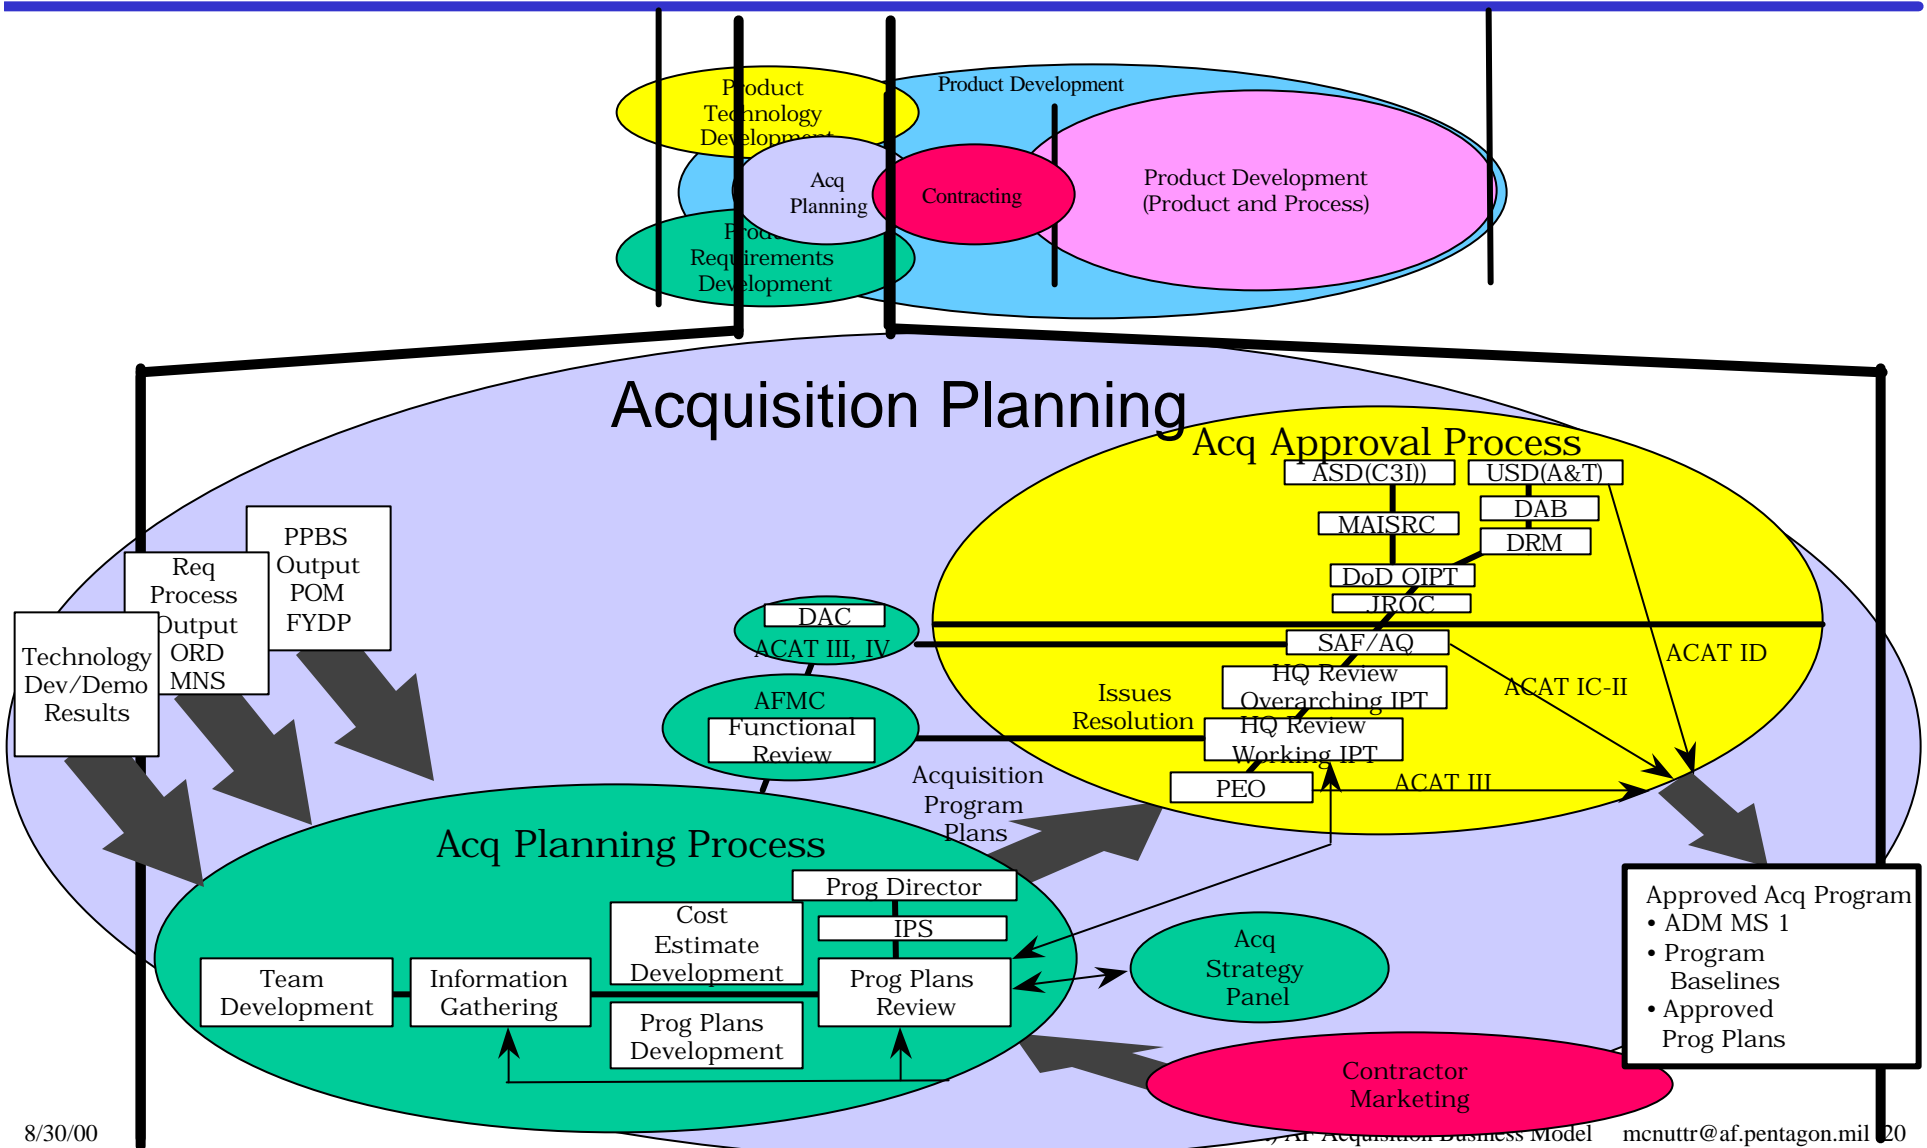 Product
Technology
Development
Product Development
Acq
Planning
Contracting
Product Development
(Product and Process)
Requirements
Development
Acquisition Planning
Acq Approval Process
ASD(C3I))
USD(A&T)
MAISRC
DAB
DRM
DoD OIPT
JROC
SAF/AQ
HQ Review
Overarching IPT
HQ Review
Working IPT
PEO
ACAT ID
ACAT IC-II
ACAT III
PPBS
Output
POM
FYDP
Req
Process
Output
ORD
MNS
Technology
Dev/Demo
Results
DAC
ACAT III, IV
AFMC
Functional
Review
Issues
Resolution
Acquisition
Program
Plans
Acq Planning Process
Prog Director
IPS
Cost
Estimate
Development
Team
Development
Information
Gathering
Prog Plans
Review
Prog Plans
Development
Acq
Strategy
Panel
Contractor
Marketing
Approved Acq Program
• ADM MS 1
• Program
Baselines
• Approved
Prog Plans
8/30/00
AF Acquisition Business Model
mcnuttr@af.pentagon.mil 20